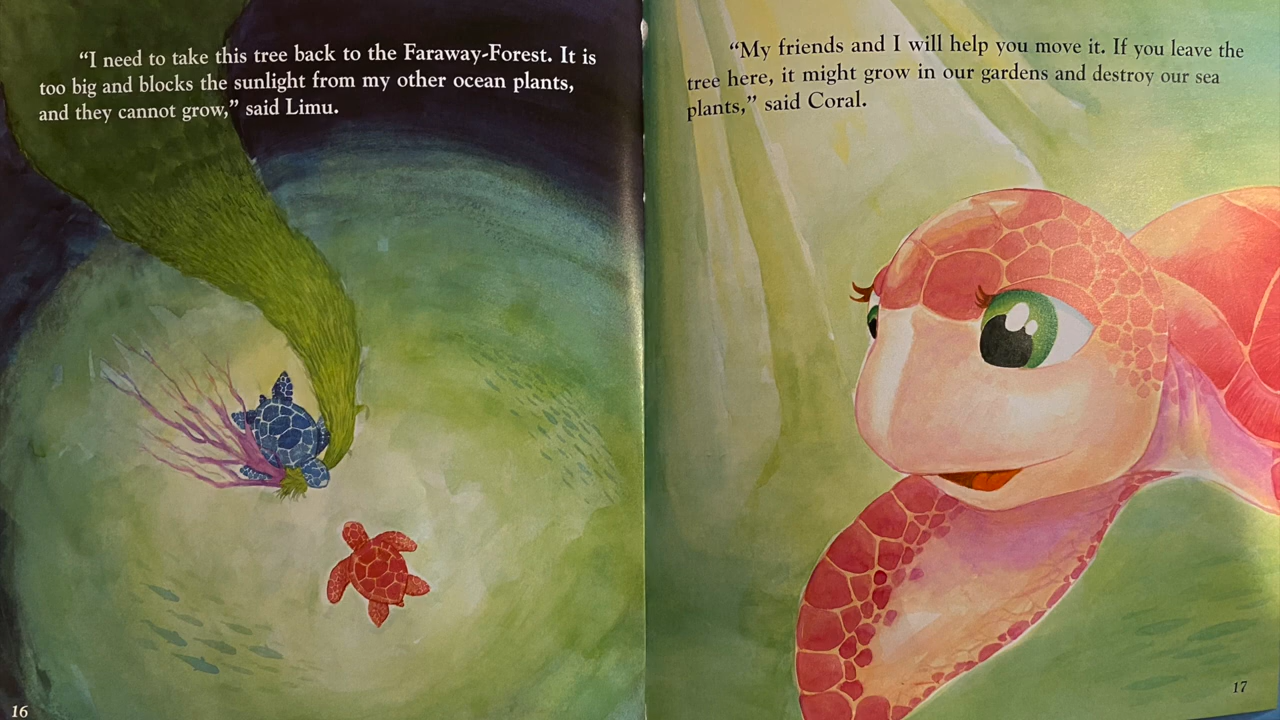 “I need to take this tree back to the Faraway-Forest. It is
too big and blocks the sunlight from my other ocean plants,
and they cannot grow,” said Limu.
16
“My friends and I will help you move it. If you leave the
tree here, it might grow in our gardens and destroy our sea
plants,” said Coral.
17